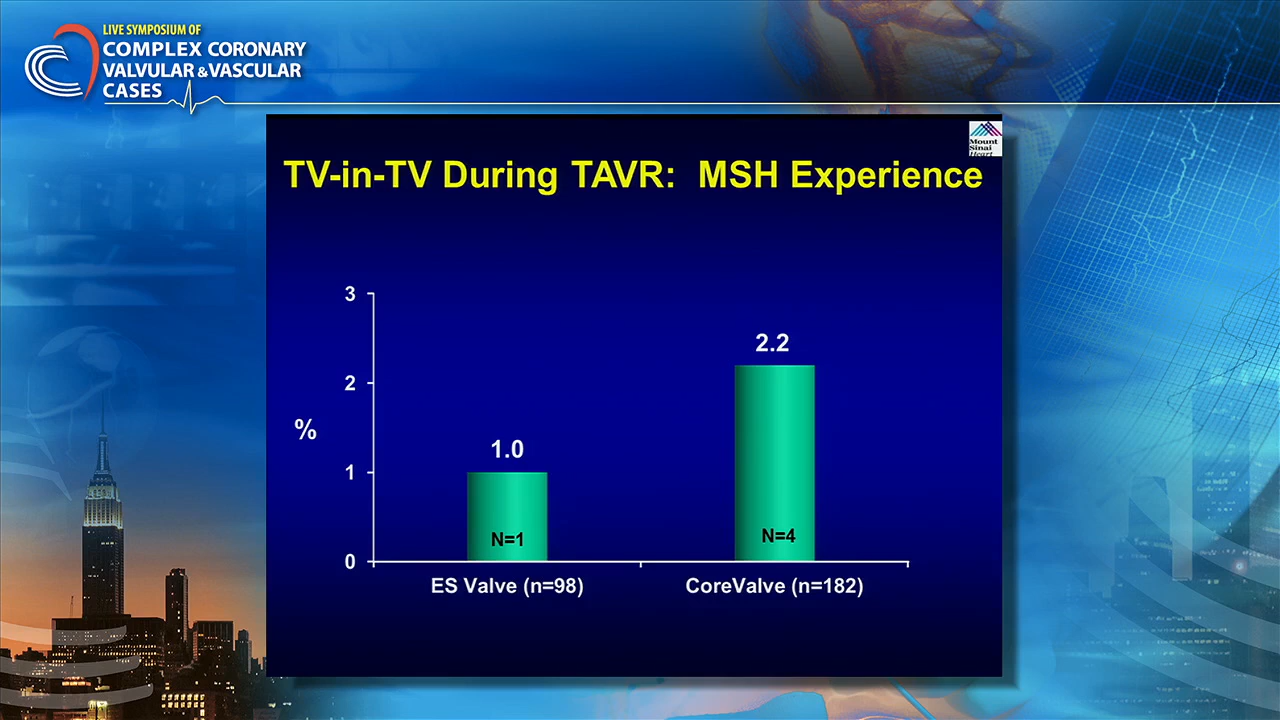 LIVE SYMPOSIUM OF
COMPLEX CORONARY
VALVULAR & VASCULAR
CASES
Mount
Sinai
Heart
TV-in-TV During TAVR: MSH Experience
3
2
1
0
%
1.0
2.2
N=1
N=4
ES Valve (n=98)
CoreValve (n=182)